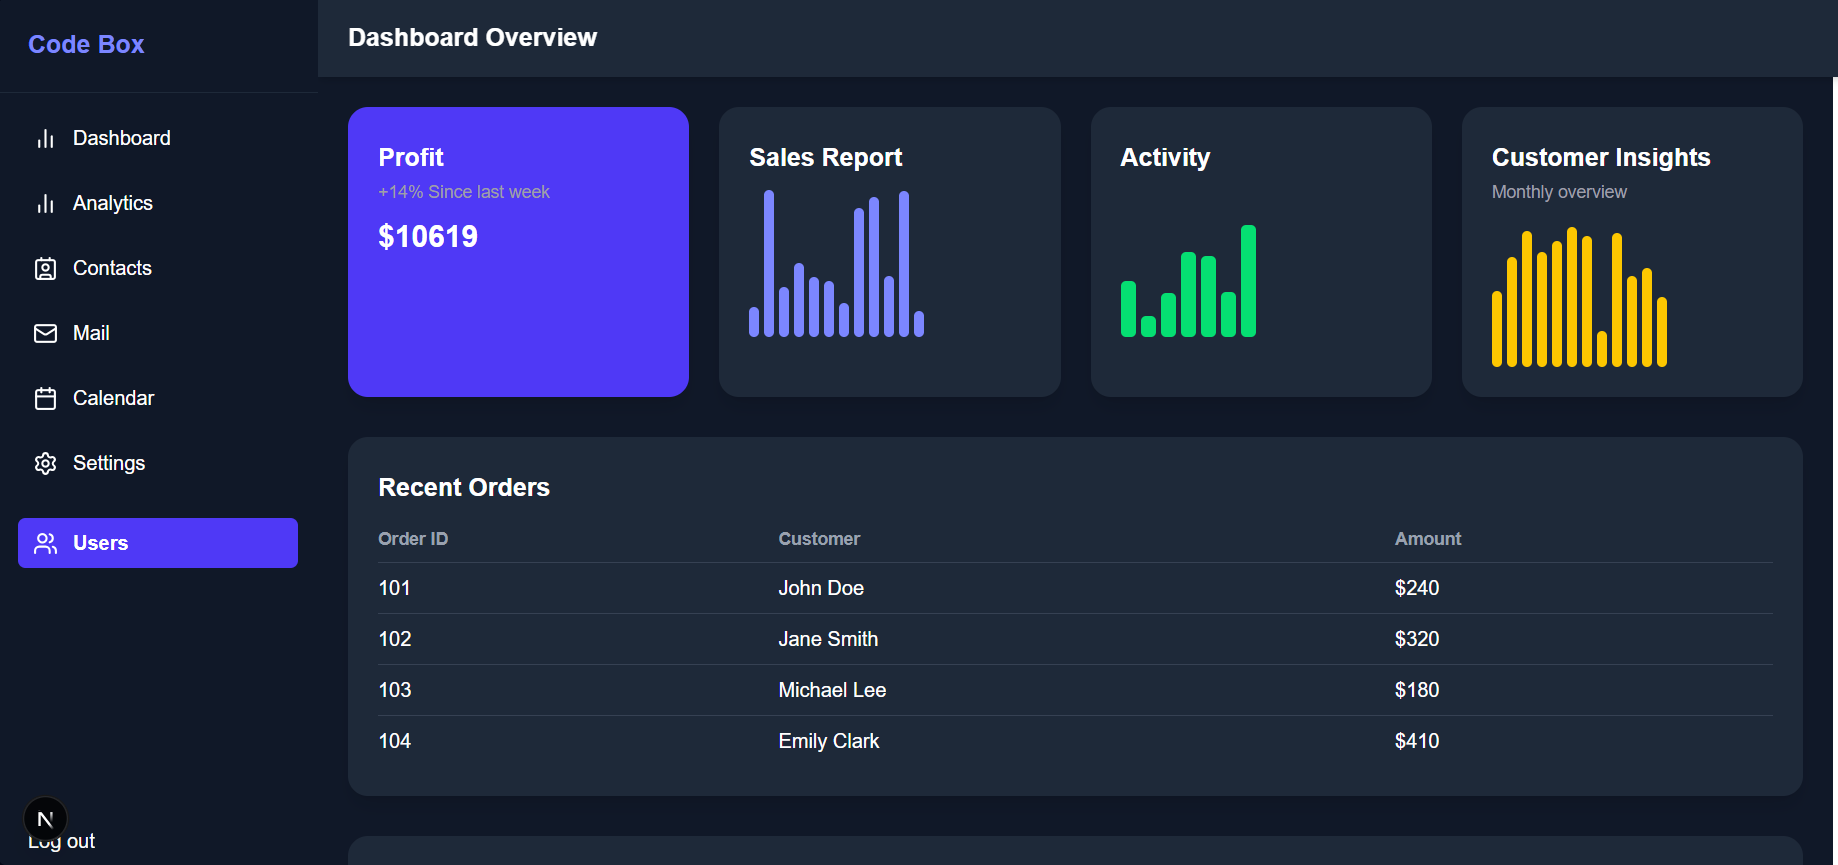 Code Box
Dashboard
Analytics
Contacts
Mail
Calendar
Settings
Users
Log out
Dashboard Overview
Profit
+14% Since last week
$10619
Sales Report
Activity
Customer Insights
Monthly overview
Recent Orders
Order ID Customer Amount
101 John Doe $240
102 Jane Smith $320
103 Michael Lee $180
104 Emily Clark $410
N